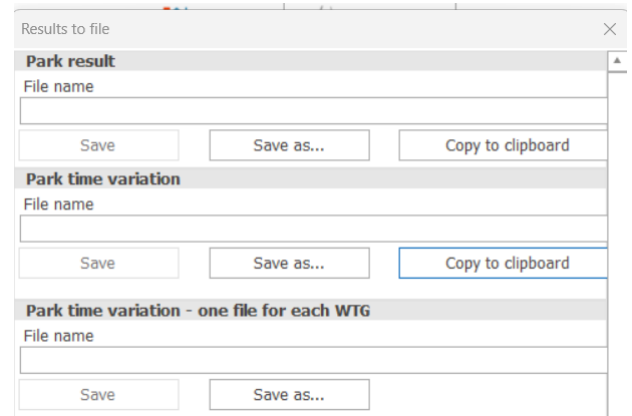 Results to file
Park result
File name
Save Save as... Copy to clipboard
Park time variation
File name
Save Save as... Copy to clipboard
Park time variation - one file for each WTG
File name
Save Save as...